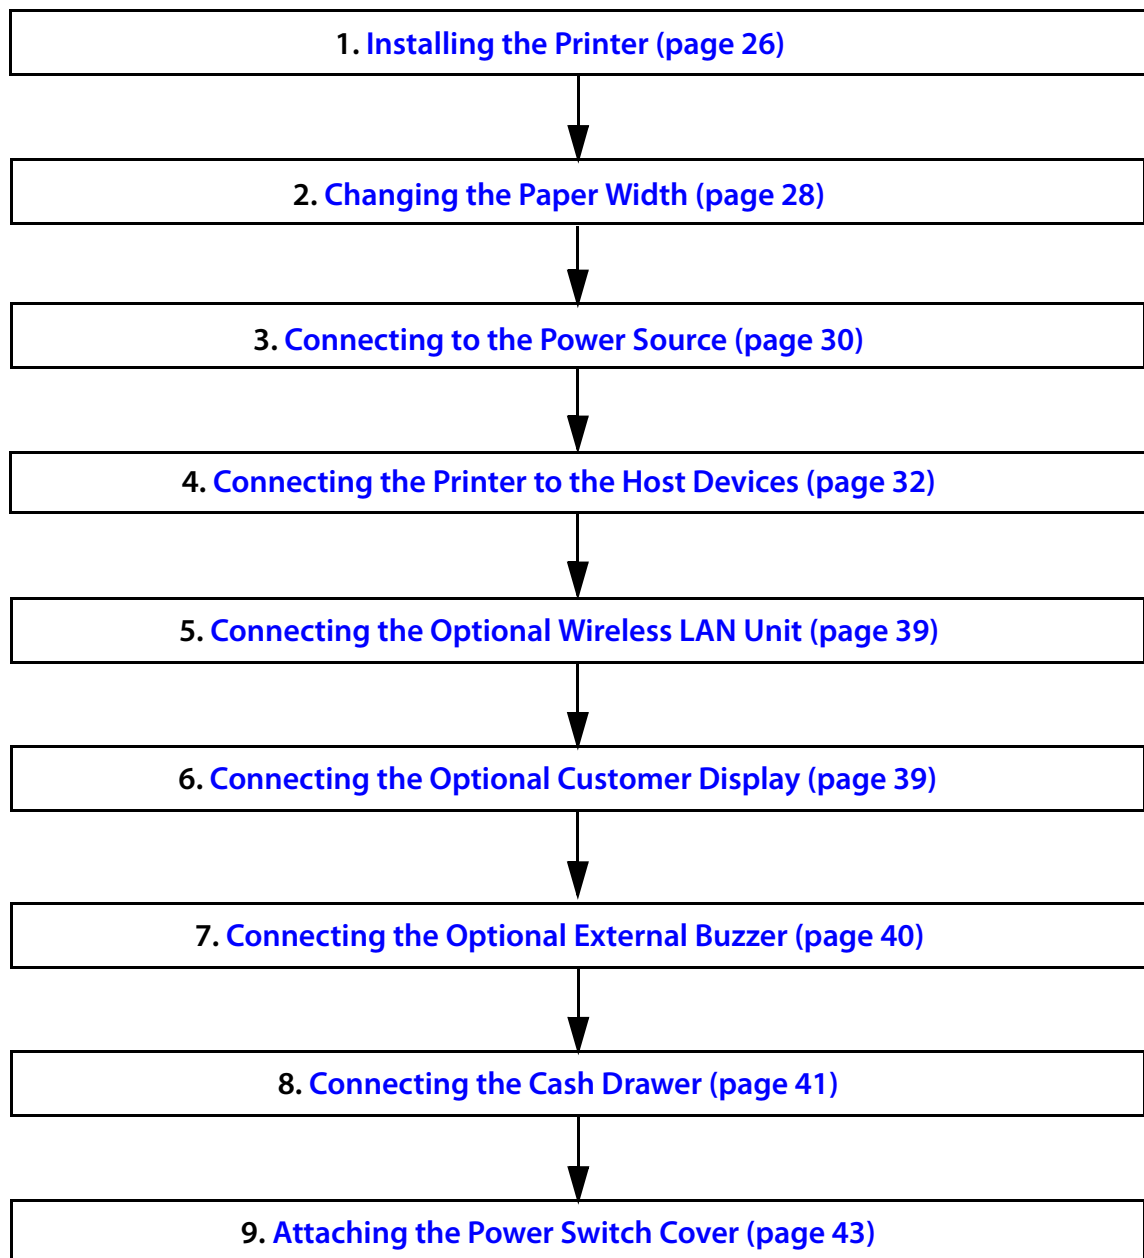 1. Installing the Printer (page 26)
2. Changing the Paper Width (page 28)
3. Connecting to the Power Source (page 30)
4. Connecting the Printer to the Host Devices (page 32)
5. Connecting the Optional Wireless LAN Unit (page 39)
6. Connecting the Optional Customer Display (page 39)
7. Connecting the Optional External Buzzer (page 40)
8. Connecting the Cash Drawer (page 41)
9. Attaching the Power Switch Cover (page 43)